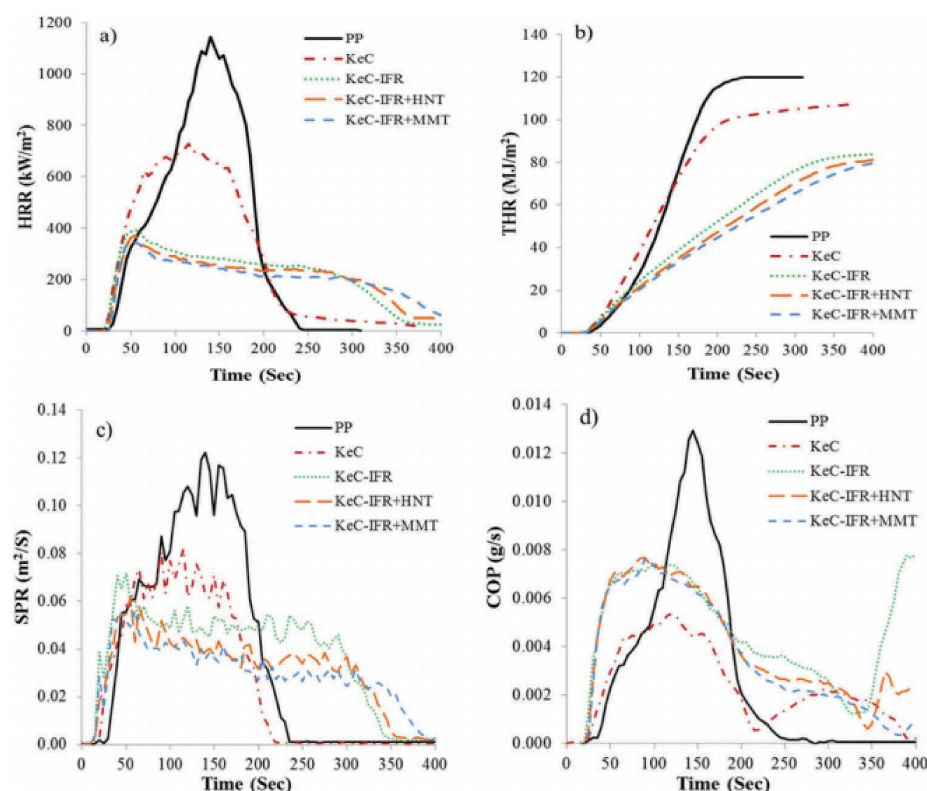 a)
HRR (kW/m²)
1200
1000
800
600
400
200
0
0 50 100 150 200 250 300 350 400
Time (Sec)
PP
KeC
KeC-IFR
KeC-IFR+HNT
KeC-IFR+MMT
b)
THR (MJ/m²)
140
120
100
80
60
40
20
0
0 50 100 150 200 250 300 350 400
Time (Sec)
PP
KeC
KeC-IFR
KeC-IFR+HNT
KeC-IFR+MMT
c)
SPR (m²/S)
0.14
0.12
0.10
0.08
0.06
0.04
0.02
0.00
0 50 100 150 200 250 300 350 400
Time (Sec)
PP
KeC
KeC-IFR
KeC-IFR+HNT
KeC-IFR+MMT
d)
COP (g/s)
0.014
0.012
0.010
0.008
0.006
0.004
0.002
0.000
0 50 100 150 200 250 300 350 400
Time (Sec)
PP
KeC
KeC-IFR
KeC-IFR+HNT
KeC-IFR+MMT